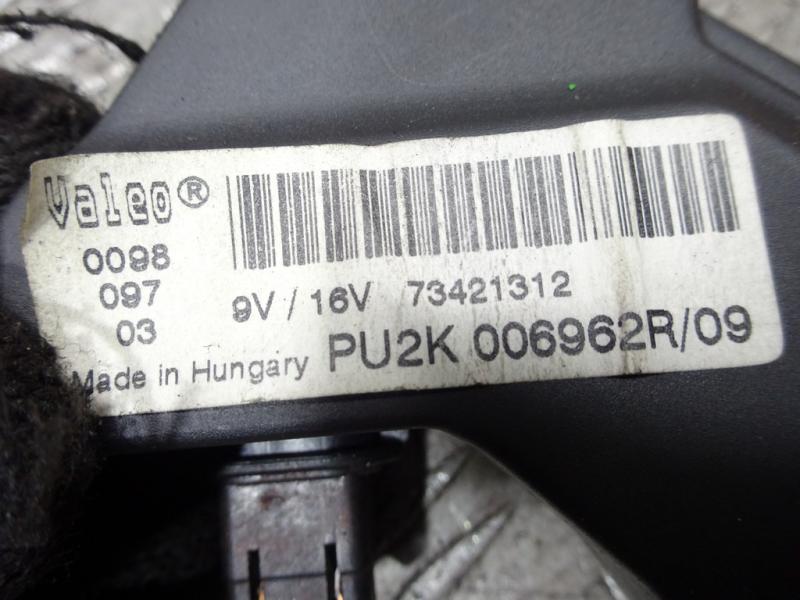 Valeo®
0098
097
03
9V / 16V 73421312
Made in Hungary PU2K 006962R/09